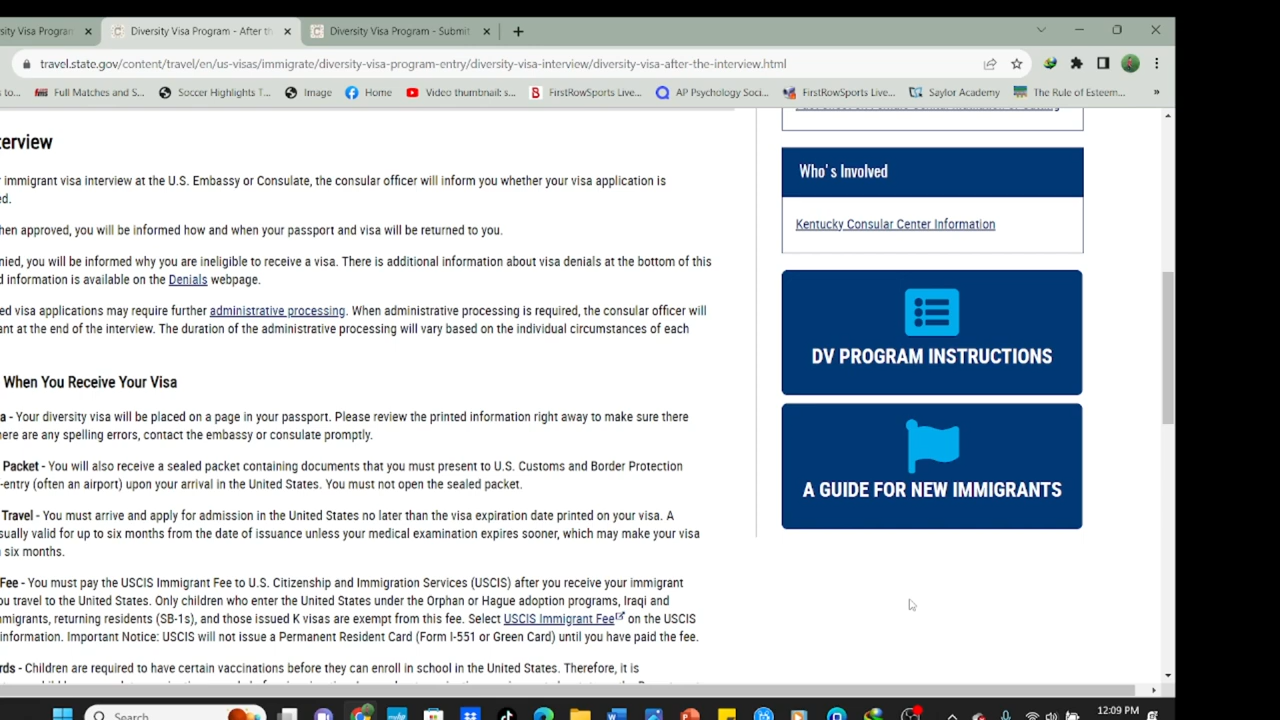 sity Visa Program
Diversity Visa Program - After th
Diversity Visa Program - Submit
travel.state.gov/content/travel/en/us-visas/immigrate/diversity-visa-program-entry/diversity-visa-interview/diversity-visa-after-the-interview.html
to...
Full Matches and S...
Soccer Highlights T...
Image
Home
Video thumbnail: s...
FirstRowSports Live...
AP Psychology Soci...
FirstRowSports Live...
Saylor Academy
The Rule of Esteem...
»
terview
r immigrant visa interview at the U.S. Embassy or Consulate, the consular officer will inform you whether your visa application is
ed.
hen approved, you will be informed how and when your passport and visa will be returned to you.
nied, you will be informed why you are ineligible to receive a visa. There is additional information about visa denials at the bottom of this
d information is available on the Denials webpage.
ed visa applications may require further administrative processing. When administrative processing is required, the consular officer will
ant at the end of the interview. The duration of the administrative processing will vary based on the individual circumstances of each
When You Receive Your Visa
a - Your diversity visa will be placed on a page in your passport. Please review the printed information right away to make sure there
here are any spelling errors, contact the embassy or consulate promptly.
Packet - You will also receive a sealed packet containing documents that you must present to U.S. Customs and Border Protection
-entry (often an airport) upon your arrival in the United States. You must not open the sealed packet.
Travel - You must arrive and apply for admission in the United States no later than the visa expiration date printed on your visa. A
sually valid for up to six months from the date of issuance unless your medical examination expires sooner, which may make your visa
n six months.
Fee - You must pay the USCIS Immigrant Fee to U.S. Citizenship and Immigration Services (USCIS) after you receive your immigrant
ou travel to the United States. Only children who enter the United States under the Orphan or Hague adoption programs, Iraqi and
mmigrants, returning residents (SB-1s), and those issued K visas are exempt from this fee. Select USCIS Immigrant Fee on the USCIS
information. Important Notice: USCIS will not issue a Permanent Resident Card (Form I-551 or Green Card) until you have paid the fee.
rds - Children are required to have certain vaccinations before they can enroll in school in the United States. Therefore, it is
Who's Involved
Kentucky Consular Center Information
DV PROGRAM INSTRUCTIONS
A GUIDE FOR NEW IMMIGRANTS
Search
12:09 PM